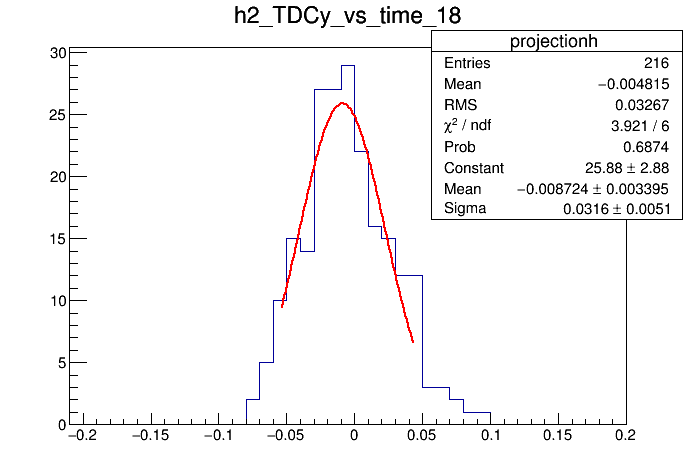 h2_TDCy_vs_time_18
projectionh
Entries 216
Mean −0.004815
RMS 0.03267
χ² / ndf 3.921 / 6
Prob 0.6874
Constant 25.88 ± 2.88
Mean −0.008724 ± 0.003395
Sigma 0.0316 ± 0.0051
30
25
20
15
10
5
0
−0.2 −0.15 −0.1 −0.05 0 0.05 0.1 0.15 0.2